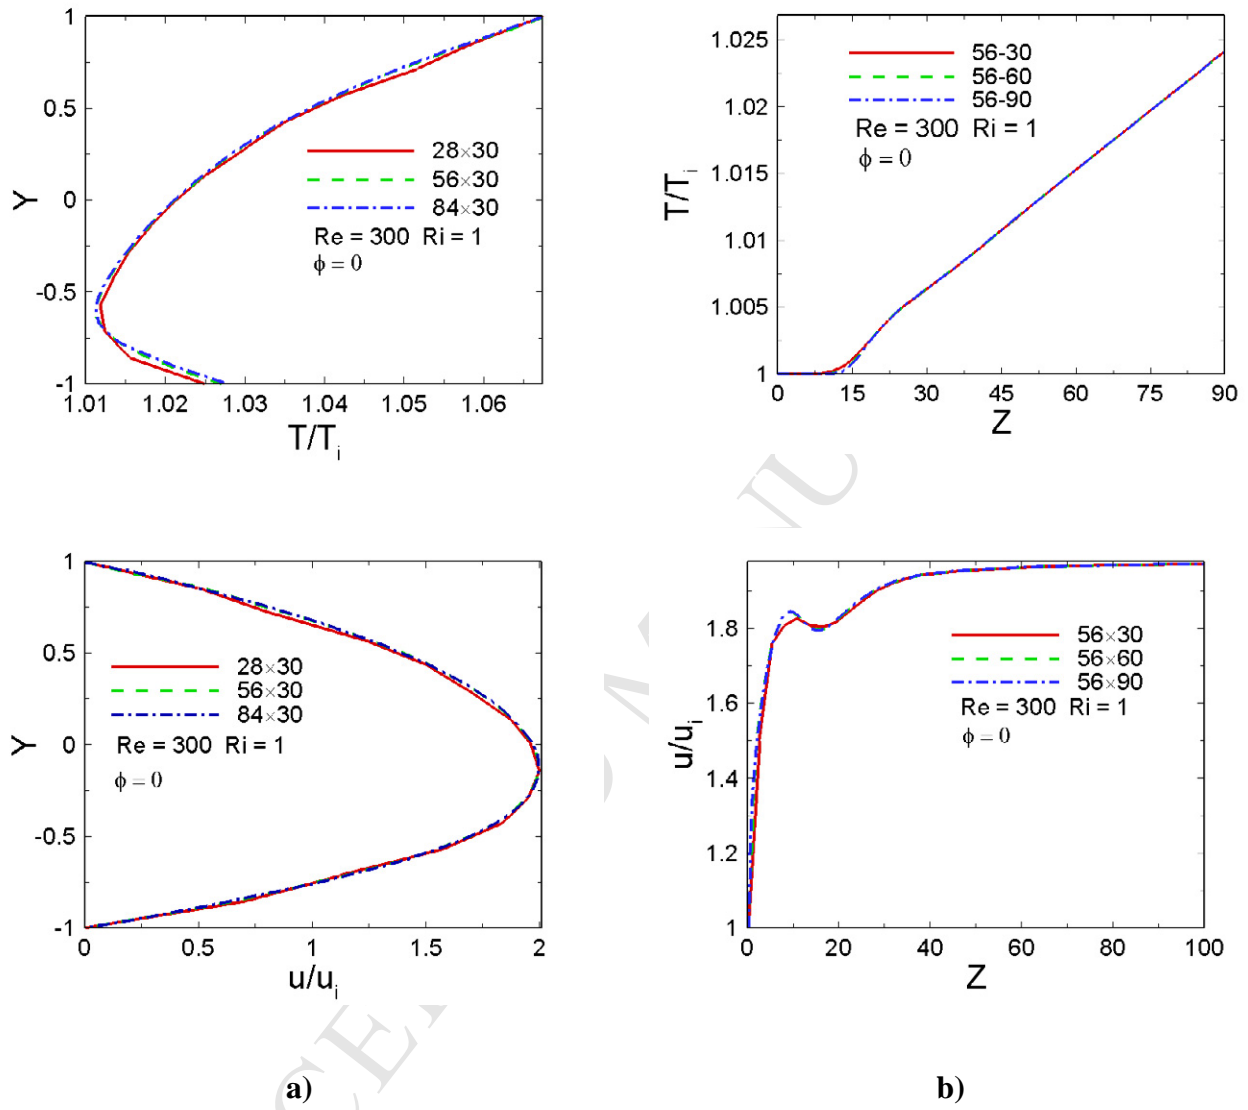 1
0.5
0
-0.5
-1
Y
28×30
56×30
84×30
Re = 300 Ri = 1
ϕ = 0
1.01 1.02 1.03 1.04 1.05 1.06
T/Ti
1.025
1.02
1.015
1.01
1.005
1
T/Ti
56-30
56-60
56-90
Re = 300 Ri = 1
ϕ = 0
0 15 30 45 60 75 90
Z
1
0.5
0
-0.5
-1
Y
28×30
56×30
84×30
Re = 300 Ri = 1
ϕ = 0
0 0.5 1 1.5 2
u/ui
1.8
1.6
1.4
1.2
1
u/ui
56×30
56×60
56×90
Re = 300 Ri = 1
ϕ = 0
0 20 40 60 80 100
Z
a) b)